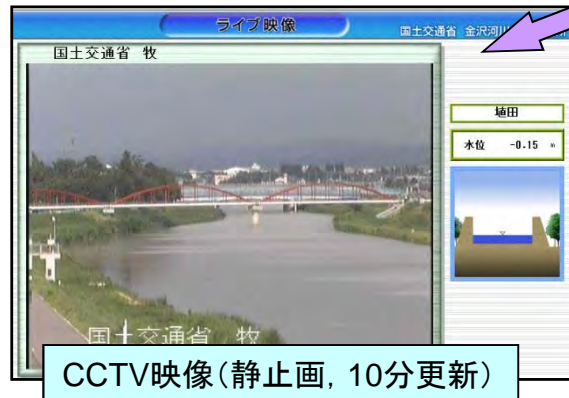 ライブ映像
国土交通省 金沢河川
国土交通省 牧
埴田
水位 -0.15 m
国土交通省 牧
CCTV映像(静止画,10分更新)